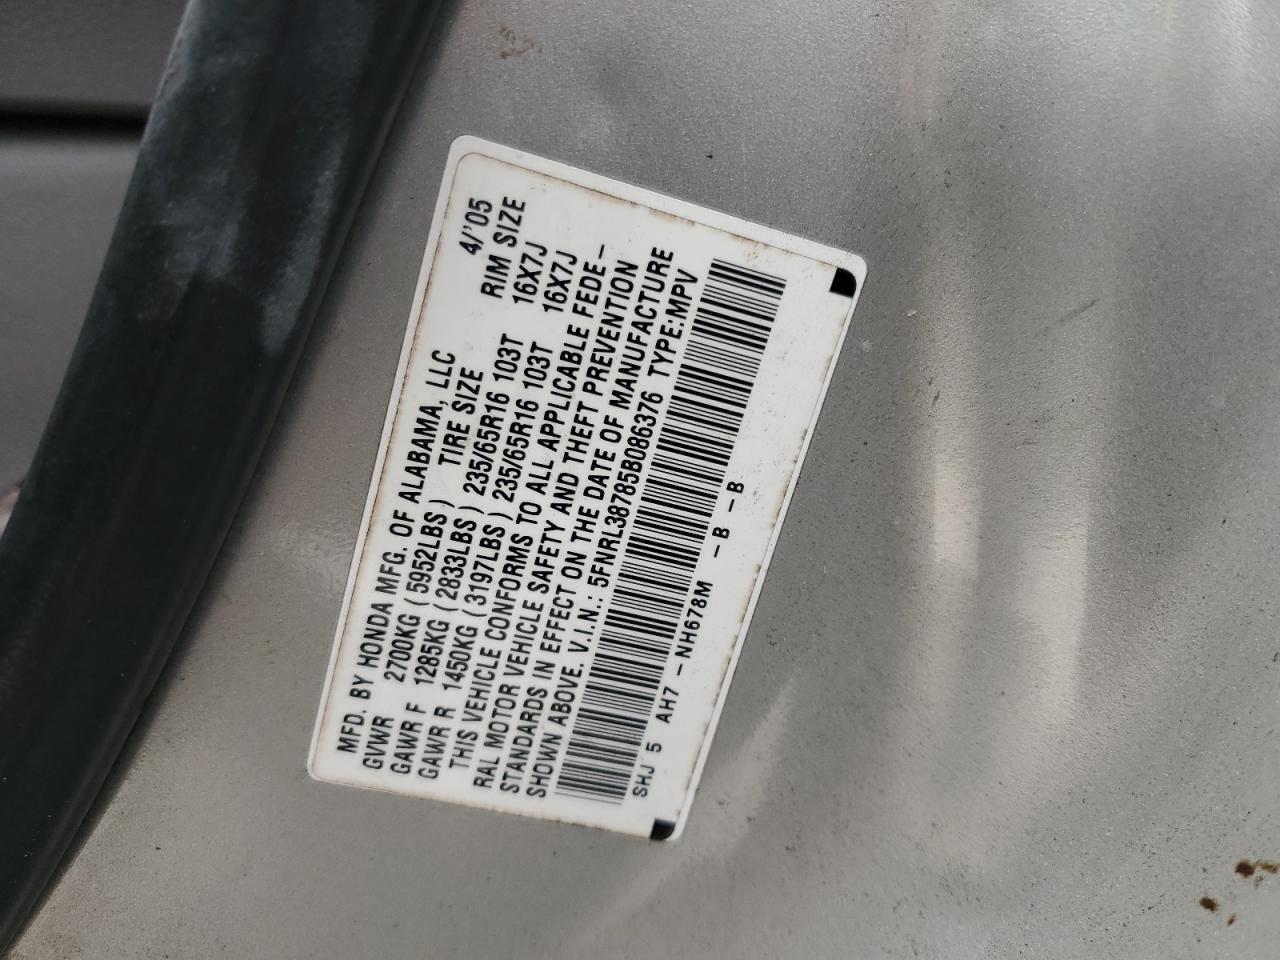 MFD. BY HONDA MFG. OF ALABAMA, LLC 4/'05
GVWR 2700KG (5952LBS) TIRE SIZE RIM SIZE
GAWR F 1285KG (2833LBS) 235/65R16 103T 16X7J
GAWR R 1450KG (3197LBS) 235/65R16 103T 16X7J
THIS VEHICLE CONFORMS TO ALL APPLICABLE FEDE-
RAL MOTOR VEHICLE SAFETY AND THEFT PREVENTION
STANDARDS IN EFFECT ON THE DATE OF MANUFACTURE
SHOWN ABOVE. V.I.N.: 5FNRL38785B086376 TYPE:MPV
SHJ 5 AH7 -NH678M -B -B